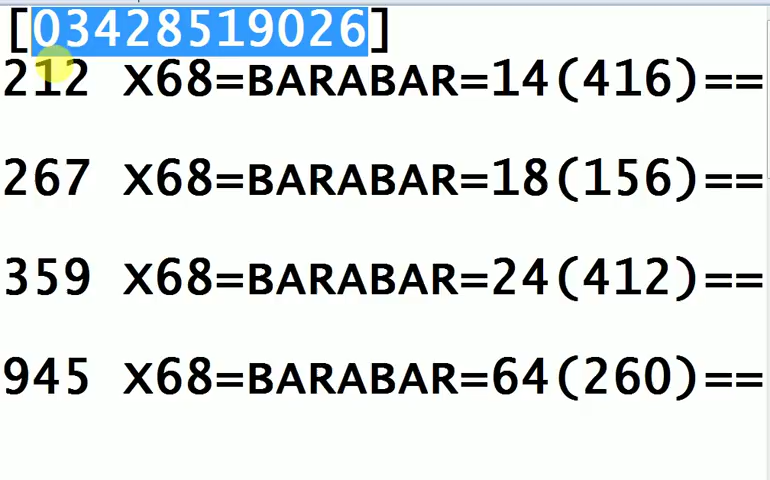 [03428519026]
212 X68=BARABAR=14(416)==
267 X68=BARABAR=18(156)==
359 X68=BARABAR=24(412)==
945 X68=BARABAR=64(260)==